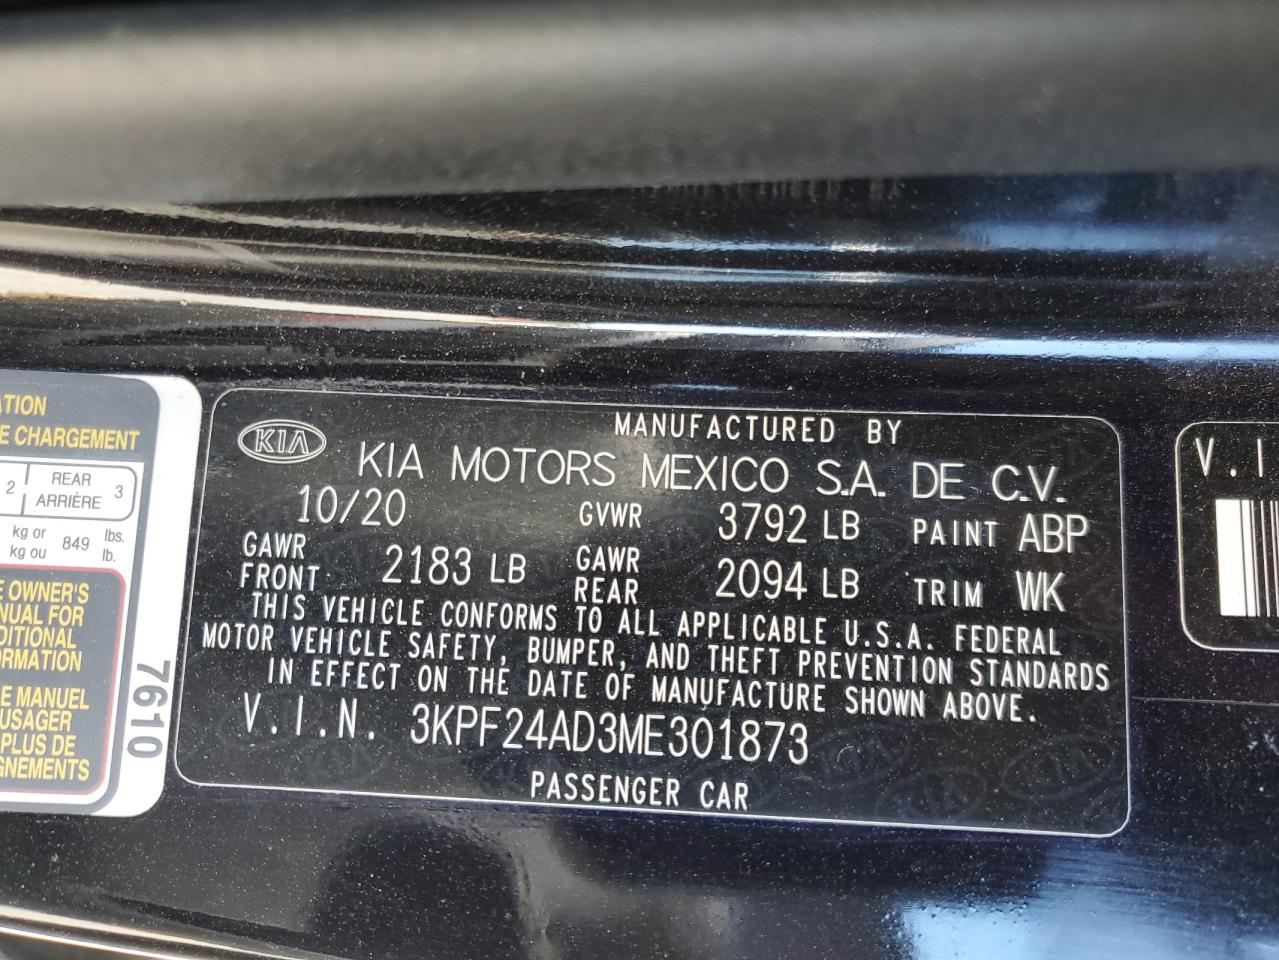 ATION
E CHARGEMENT
2 REAR ARRIÈRE 3
kg or kg ou 849 lbs. lb.
E OWNER'S
NUAL FOR
DITIONAL
ORMATION
E MANUEL
USAGER
PLUS DE
GNEMENTS
7610
KIA
MANUFACTURED BY
KIA MOTORS MEXICO S.A. DE C.V.
10/20 GVWR 3792 LB PAINT ABP
GAWR FRONT 2183 LB GAWR REAR 2094 LB TRIM WK
THIS VEHICLE CONFORMS TO ALL APPLICABLE U.S.A. FEDERAL
MOTOR VEHICLE SAFETY, BUMPER, AND THEFT PREVENTION STANDARDS
IN EFFECT ON THE DATE OF MANUFACTURE SHOWN ABOVE.
V.I.N. 3KPF24AD3ME301873
PASSENGER CAR
V.I